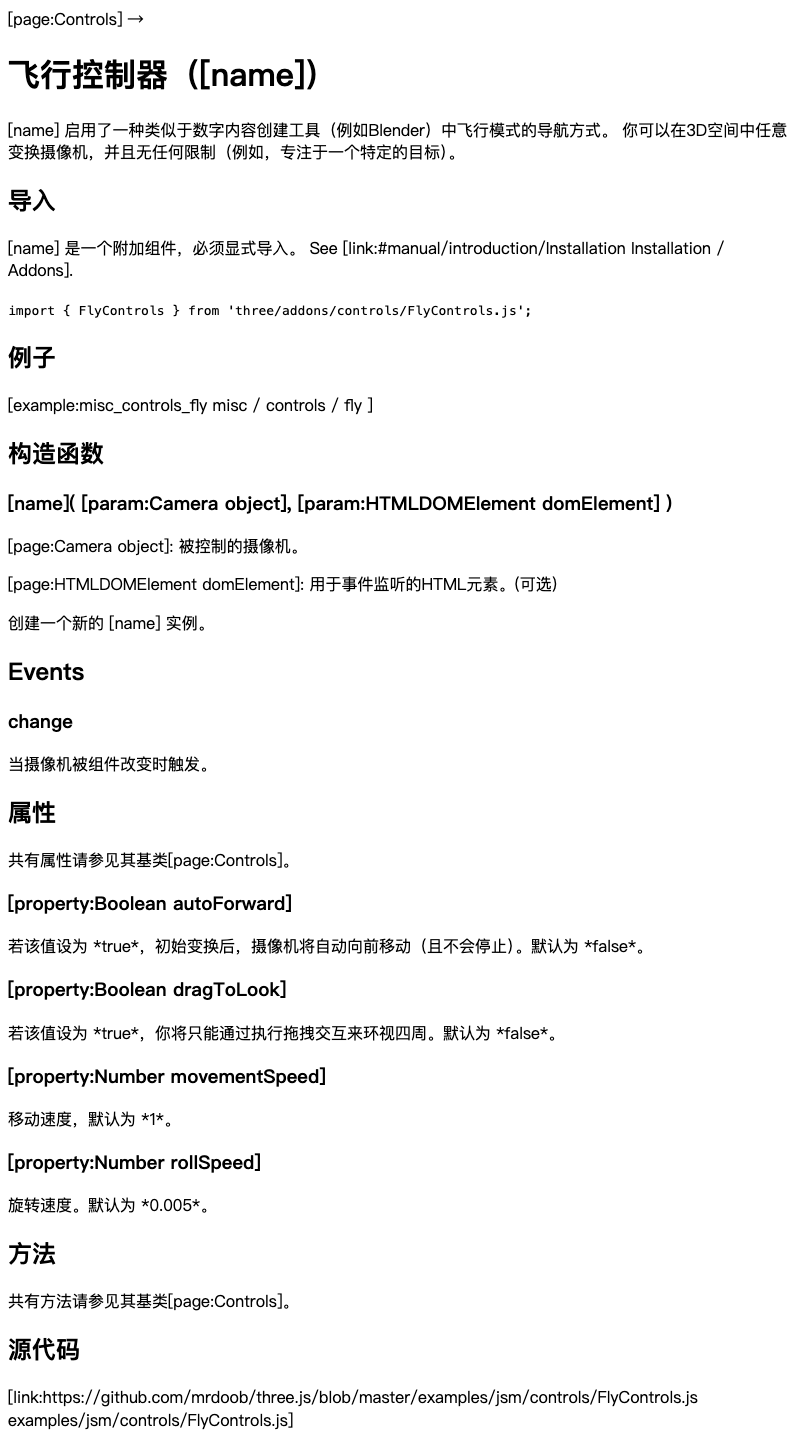 [page:Controls] →
飞行控制器（[name]）
[name] 启用了一种类似于数字内容创建工具（例如Blender）中飞行模式的导航方式。 你可以在3D空间中任意
变换摄像机，并且无任何限制（例如，专注于一个特定的目标）。
导入
[name] 是一个附加组件，必须显式导入。 See [link:#manual/introduction/Installation Installation /
Addons].
import { FlyControls } from 'three/addons/controls/FlyControls.js';
例子
[example:misc_controls_fly misc / controls / fly ]
构造函数
[name]( [param:Camera object], [param:HTMLDOMElement domElement] )
[page:Camera object]: 被控制的摄像机。
[page:HTMLDOMElement domElement]: 用于事件监听的HTML元素。(可选)
创建一个新的 [name] 实例。
Events
change
当摄像机被组件改变时触发。
属性
共有属性请参见其基类[page:Controls]。
[property:Boolean autoForward]
若该值设为 *true*，初始变换后，摄像机将自动向前移动（且不会停止）。默认为 *false*。
[property:Boolean dragToLook]
若该值设为 *true*，你将只能通过执行拖拽交互来环视四周。默认为 *false*。
[property:Number movementSpeed]
移动速度，默认为 *1*。
[property:Number rollSpeed]
旋转速度。默认为 *0.005*。
方法
共有方法请参见其基类[page:Controls]。
源代码
[link:https://github.com/mrdoob/three.js/blob/master/examples/jsm/controls/FlyControls.js
examples/jsm/controls/FlyControls.js]